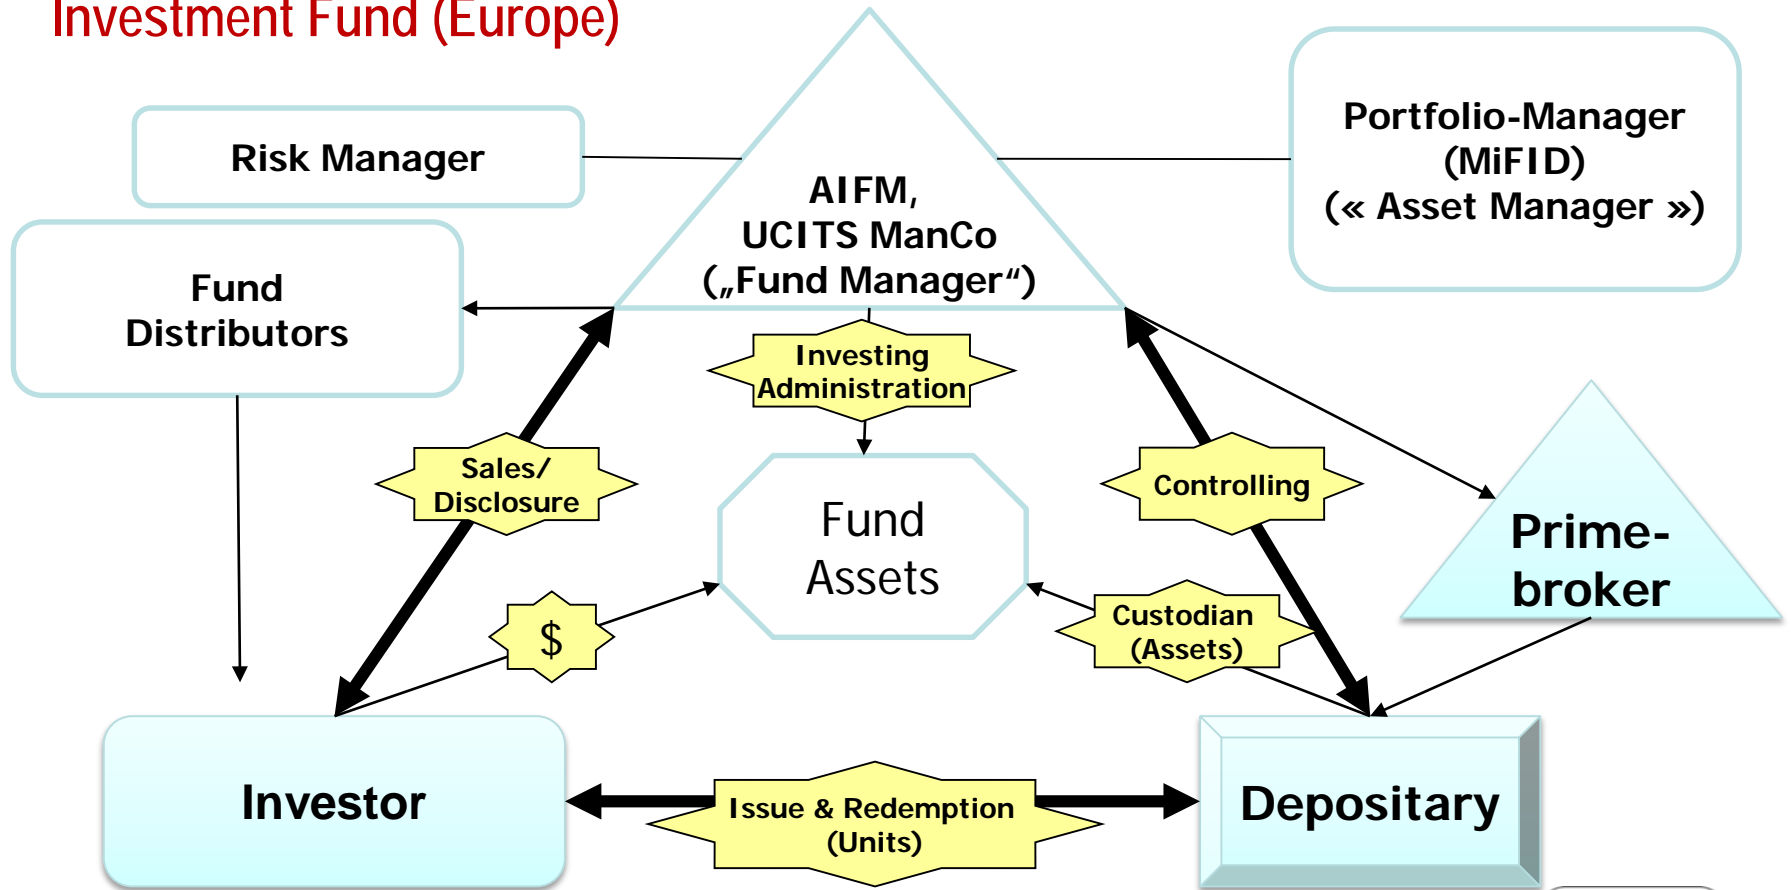 Investment Fund (Europe)
Risk Manager
Portfolio-Manager
(MiFID)
(« Asset Manager »)
AIFM,
UCITS ManCo
(„Fund Manager“)
Fund
Distributors
Investing
Administration
Sales/
Disclosure
Controlling
Fund
Assets
Prime-
broker
$
Custodian
(Assets)
Investor
Issue & Redemption
(Units)
Depositary